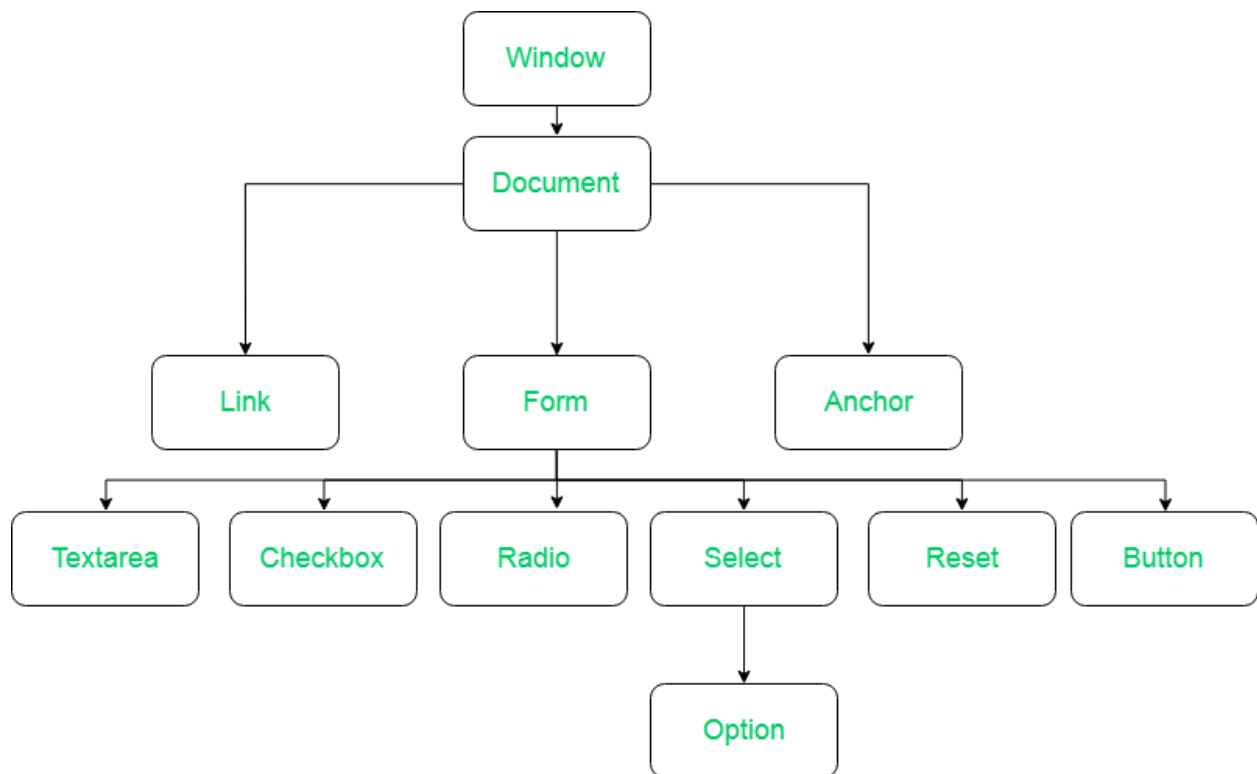 Window
Document
Link
Form
Anchor
Textarea
Checkbox
Radio
Select
Reset
Button
Option